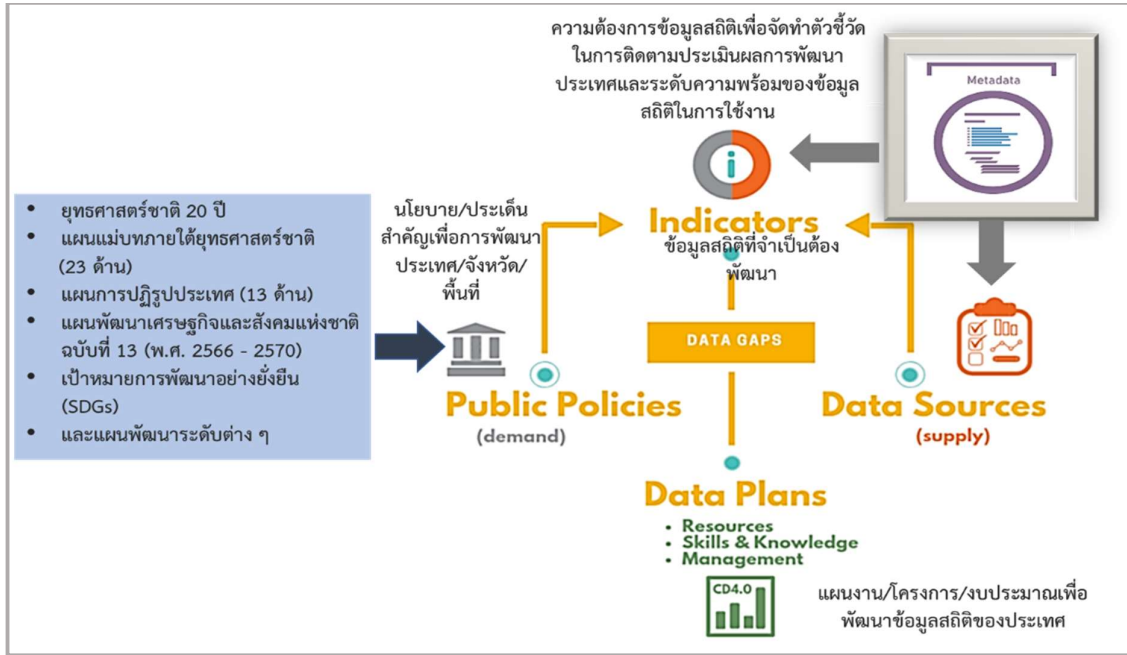 ความต้องการข้อมูลสถิติเพื่อจัดทำตัวชี้วัด
ในการติดตามประเมินผลการพัฒนา
ประเทศและระดับความพร้อมของข้อมูล
สถิติในการใช้งาน
Metadata
• ยุทธศาสตร์ชาติ 20 ปี
• แผนแม่บทภายใต้ยุทธศาสตร์ชาติ
(23 ด้าน)
• แผนการปฏิรูปประเทศ (13 ด้าน)
• แผนพัฒนาเศรษฐกิจและสังคมแห่งชาติ
ฉบับที่ 13 (พ.ศ. 2566 - 2570)
• เป้าหมายการพัฒนาอย่างยั่งยืน
(SDGs)
• และแผนพัฒนาระดับต่าง ๆ
นโยบาย/ประเด็น
สำคัญเพื่อการพัฒนา
ประเทศ/จังหวัด/
พื้นที่
i
Indicators
ข้อมูลสถิติที่จำเป็นต้อง
พัฒนา
DATA GAPS
Public Policies
(demand)
Data Sources
(supply)
Data Plans
• Resources
• Skills & Knowledge
• Management
CD4.0
แผนงาน/โครงการ/งบประมาณเพื่อ
พัฒนาข้อมูลสถิติของประเทศ